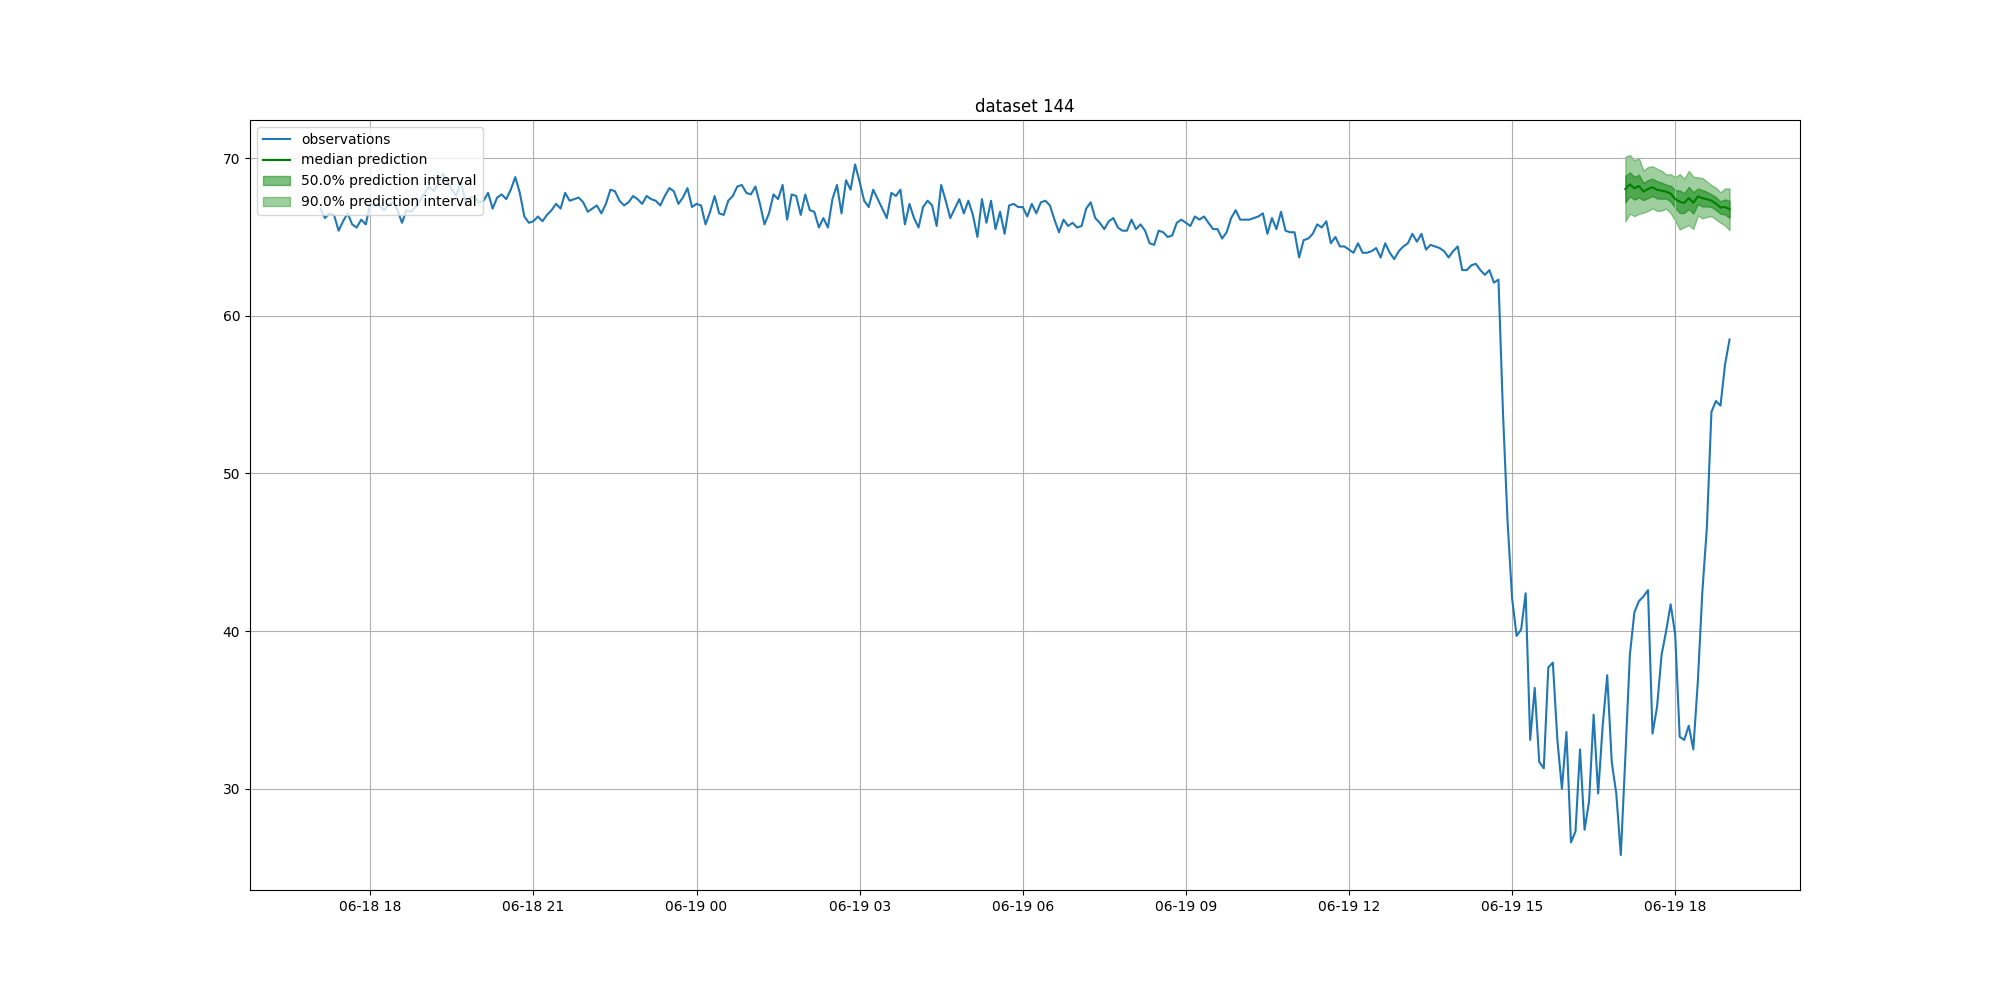 dataset 144
observations
median prediction
50.0% prediction interval
90.0% prediction interval
70
60
50
40
30
06-18 18
06-18 21
06-19 00
06-19 03
06-19 06
06-19 09
06-19 12
06-19 15
06-19 18